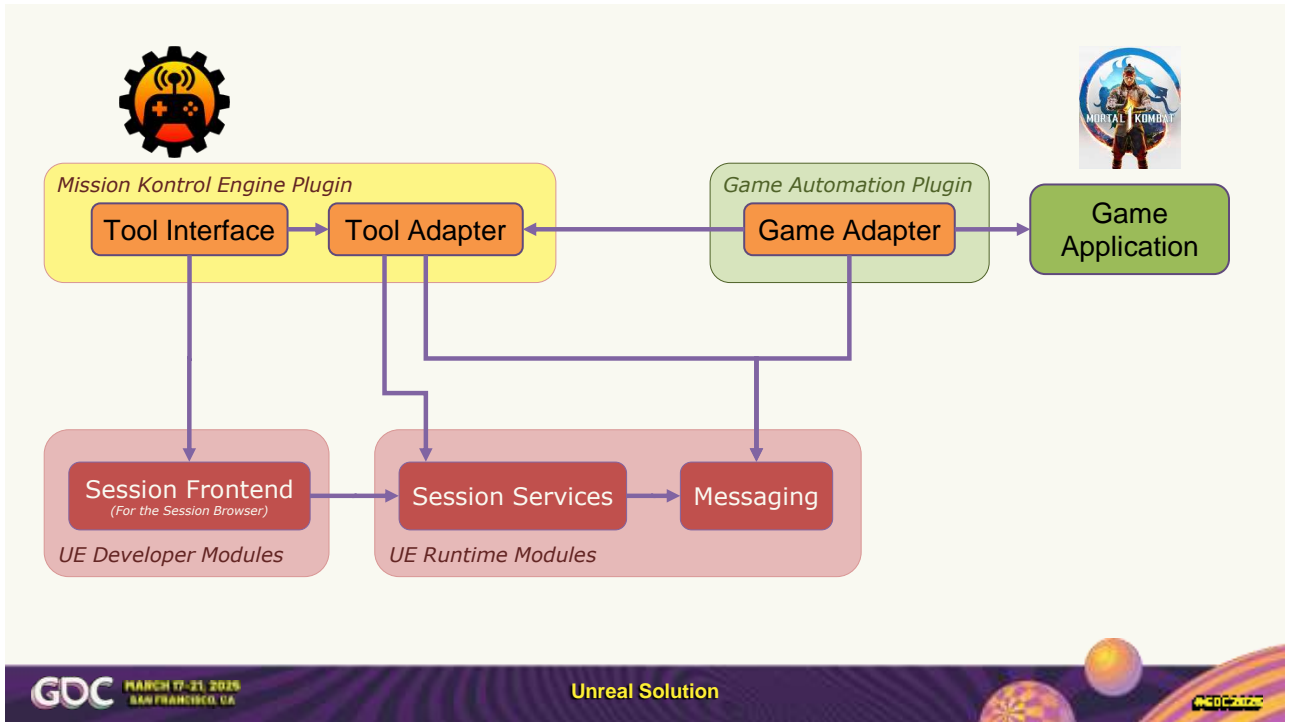 MORTAL KOMBAT
1
Mission Kontrol Engine Plugin
Tool Interface
Tool Adapter
Game Automation Plugin
Game Adapter
Game
Application
Session Frontend
(For the Session Browser)
UE Developer Modules
Session Services
Messaging
UE Runtime Modules
GDC
MARCH 17-21, 2025
SAN FRANCISCO, CA
Unreal Solution
#GDC2025